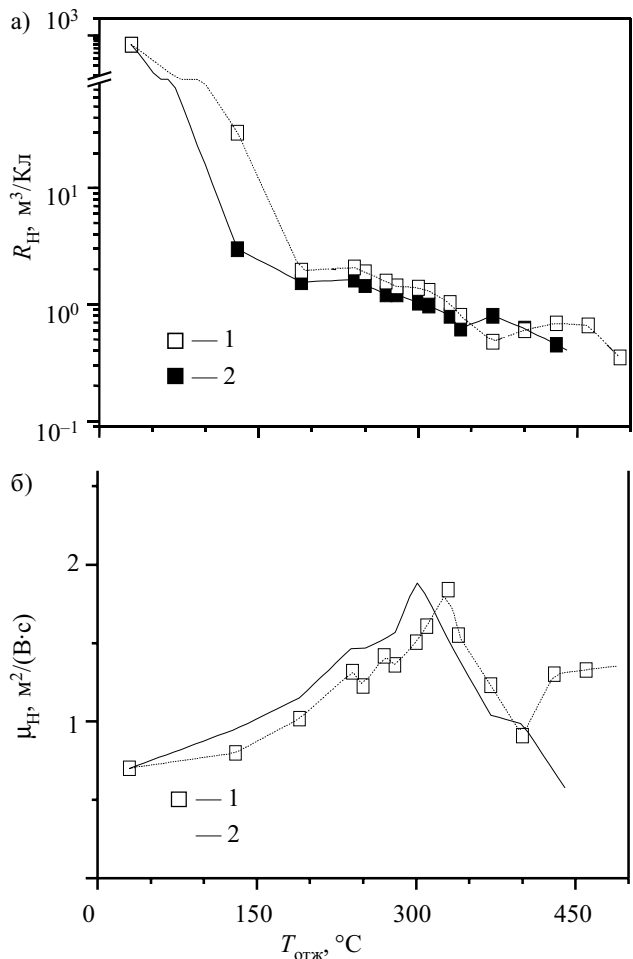 а)
10³
10¹
10⁰
10⁻¹
R_H, м³/Кл
— 1
— 2
б)
2
1
μ_H, м²/(В·с)
— 1
— 2
0 150 300 450
T_отж, °C